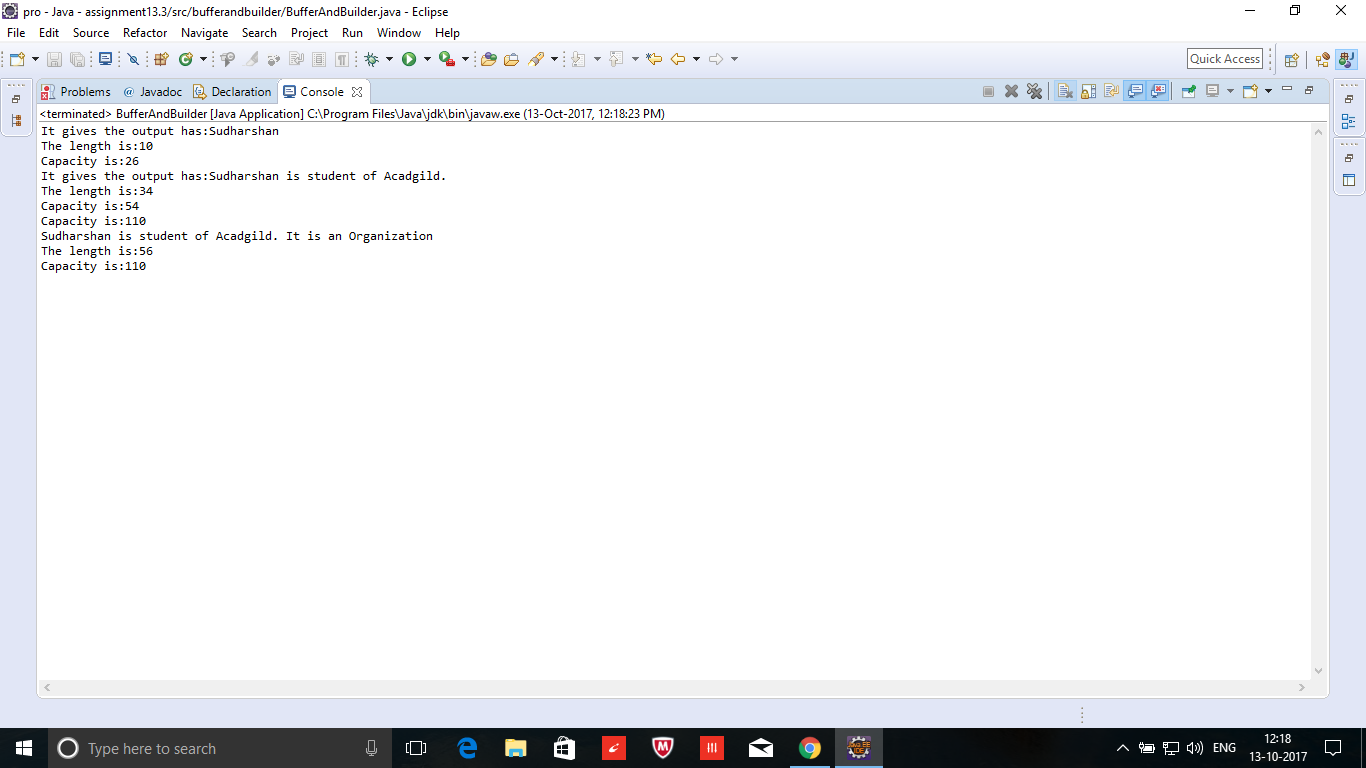 pro - Java - assignment13.3/src/bufferandbuilder/BufferAndBuilder.java - Eclipse
File Edit Source Refactor Navigate Search Project Run Window Help
Quick Access
Problems @ Javadoc Declaration Console
<terminated> BufferAndBuilder [Java Application] C:\Program Files\Java\jdk\bin\javaw.exe (13-Oct-2017, 12:18:23 PM)
It gives the output has:Sudharshan
The length is:10
Capacity is:26
It gives the output has:Sudharshan is student of Acadgild.
The length is:34
Capacity is:54
Capacity is:110
Sudharshan is student of Acadgild. It is an Organization
The length is:56
Capacity is:110
Type here to search
ENG
12:18
13-10-2017